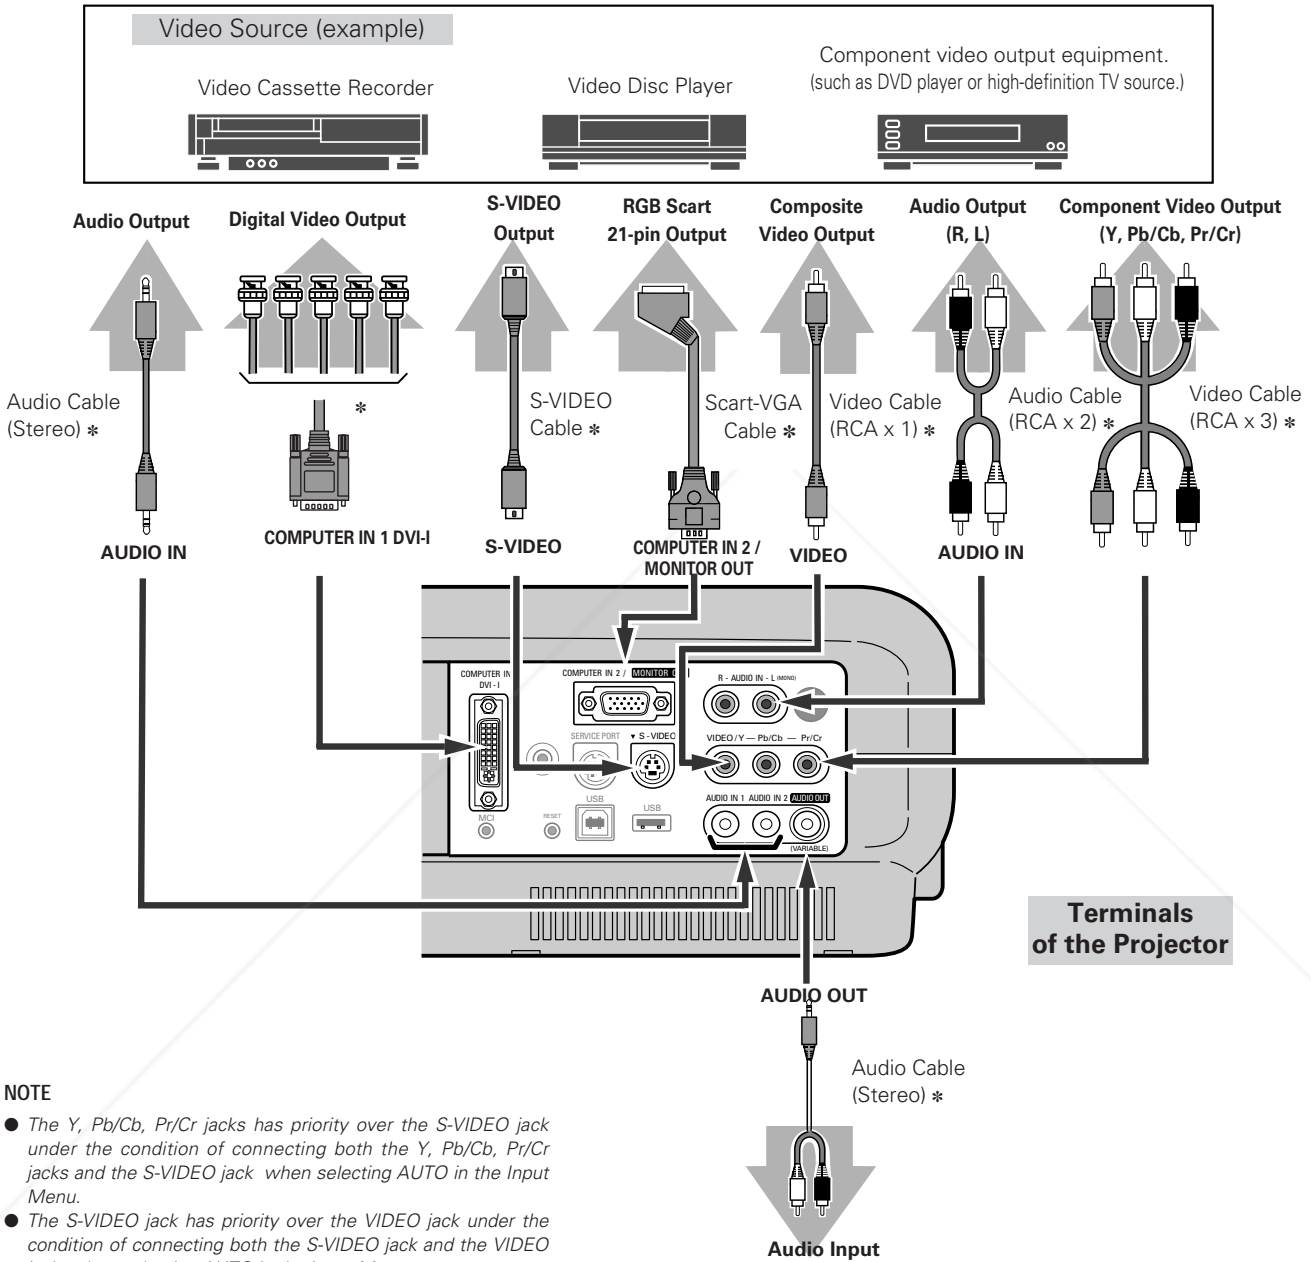 Video Source (example)
Component video output equipment.
(such as DVD player or high-definition TV source.)
Video Cassette Recorder
Video Disc Player
Audio Output
Digital Video Output
S-VIDEO
Output
RGB Scart
21-pin Output
Composite
Video Output
Audio Output
(R, L)
Component Video Output
(Y, Pb/Cb, Pr/Cr)
Audio Cable
(Stereo) *
*
S-VIDEO
Cable *
Scart-VGA
Cable *
Video Cable
(RCA x 1) *
Audio Cable
(RCA x 2) *
Video Cable
(RCA x 3) *
AUDIO IN
COMPUTER IN 1 DVI-I
S-VIDEO
COMPUTER IN 2 /
MONITOR OUT
VIDEO
AUDIO IN
COMPUTER IN
DVI - I
COMPUTER IN 2 / MONITOR
R - AUDIO IN - L (MONO)
SERVICE PORT
▼ S - VIDEO
VIDEO / Y — Pb/Cb — Pr/Cr
USB
USB
AUDIO IN 1 AUDIO IN 2 AUDIO OUT
MCI
RESET
(VARIABLE)
Terminals
of the Projector
AUDIO OUT
Audio Cable
(Stereo) *
Audio Input
NOTE
● The Y, Pb/Cb, Pr/Cr jacks has priority over the S-VIDEO jack
under the condition of connecting both the Y, Pb/Cb, Pr/Cr
jacks and the S-VIDEO jack when selecting AUTO in the Input
Menu.
● The S-VIDEO jack has priority over the VIDEO jack under the
condition of connecting both the S-VIDEO jack and the VIDEO